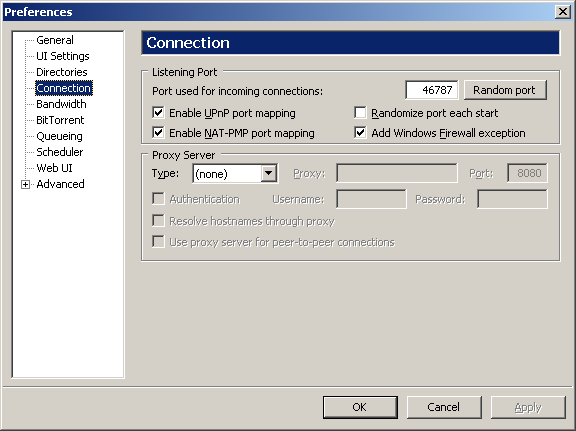 Preferences
General
UI Settings
Directories
Connection
Bandwidth
BitTorrent
Queueing
Scheduler
Web UI
Advanced
Connection
Listening Port
Port used for incoming connections: 46787 Random port
Enable UPnP port mapping Randomize port each start
Enable NAT-PMP port mapping Add Windows Firewall exception
Proxy Server
Type: (none) Proxy: Port: 8080
Authentication Username: Password:
Resolve hostnames through proxy
Use proxy server for peer-to-peer connections
OK Cancel Apply